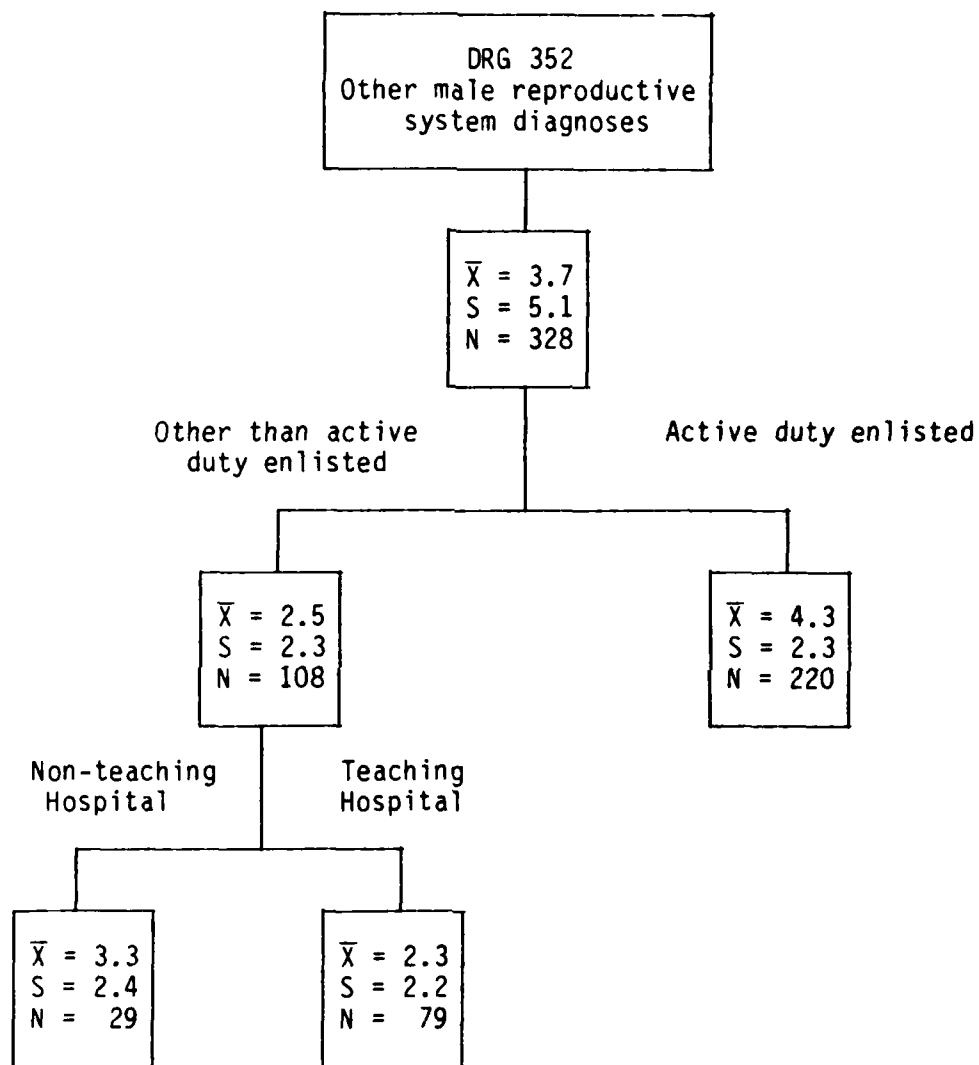 DRG 352
Other male reproductive
system diagnoses
X̄ = 3.7
S = 5.1
N = 328
Other than active
duty enlisted
Active duty enlisted
X̄ = 2.5
S = 2.3
N = 108
X̄ = 4.3
S = 2.3
N = 220
Non-teaching
Hospital
Teaching
Hospital
X̄ = 3.3
S = 2.4
N = 29
X̄ = 2.3
S = 2.2
N = 79